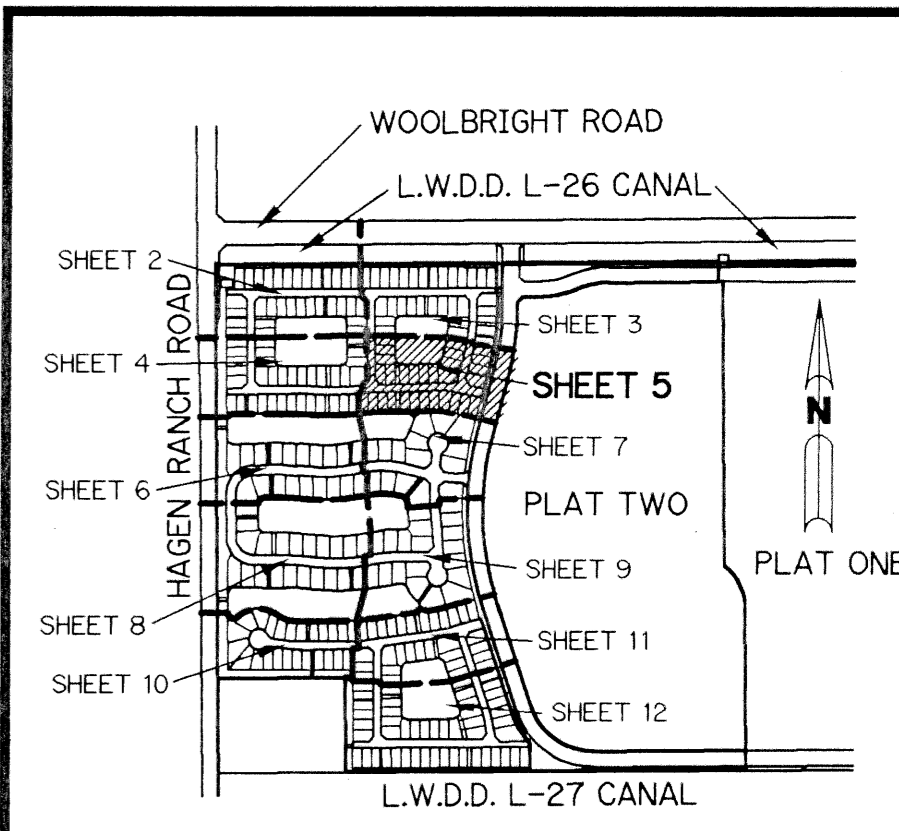 WOOLBRIGHT ROAD
L.W.D.D. L-26 CANAL
SHEET 2
HAGEN RANCH ROAD
SHEET 3
SHEET 4
SHEET 5
N
SHEET 7
SHEET 6
PLAT TWO
PLAT ONE
SHEET 9
SHEET 8
SHEET 11
SHEET 10
SHEET 12
L.W.D.D. L-27 CANAL